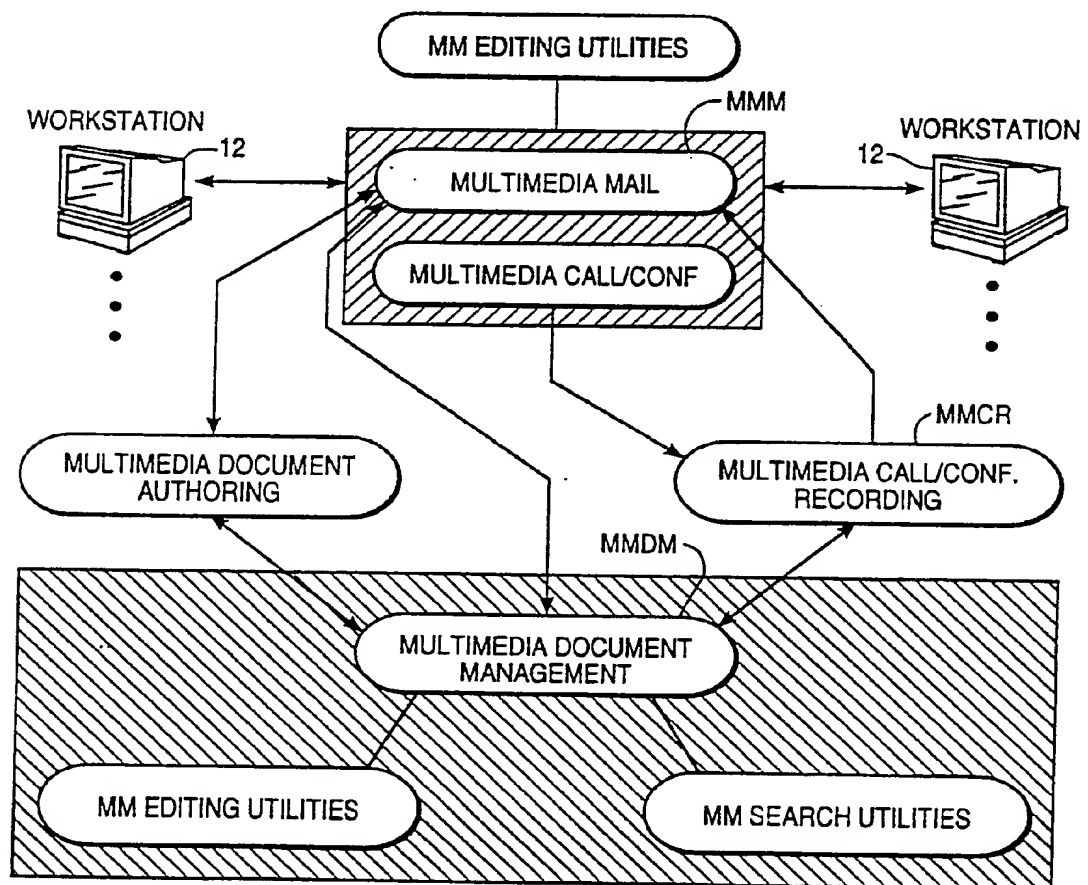 MM EDITING UTILITIES
MMM
WORKSTATION
12
WORKSTATION
12
MULTIMEDIA MAIL
MULTIMEDIA CALL/CONF
MMCR
MULTIMEDIA DOCUMENT
AUTHORING
MULTIMEDIA CALL/CONF.
RECORDING
MMDM
MULTIMEDIA DOCUMENT
MANAGEMENT
MM EDITING UTILITIES
MM SEARCH UTILITIES